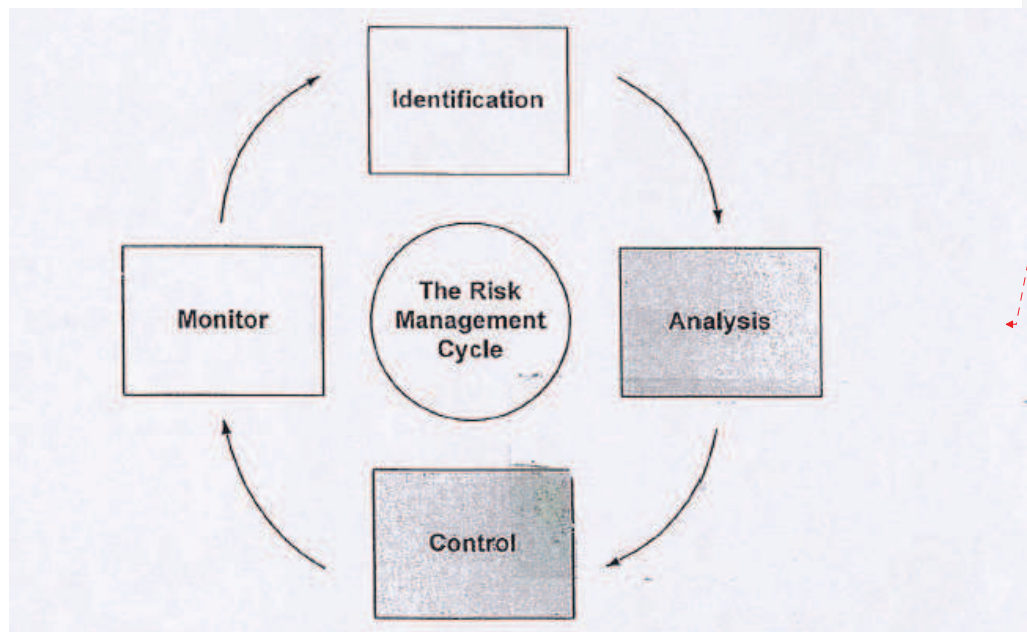 Identification
The Risk
Management
Cycle
Monitor
Analysis
Control